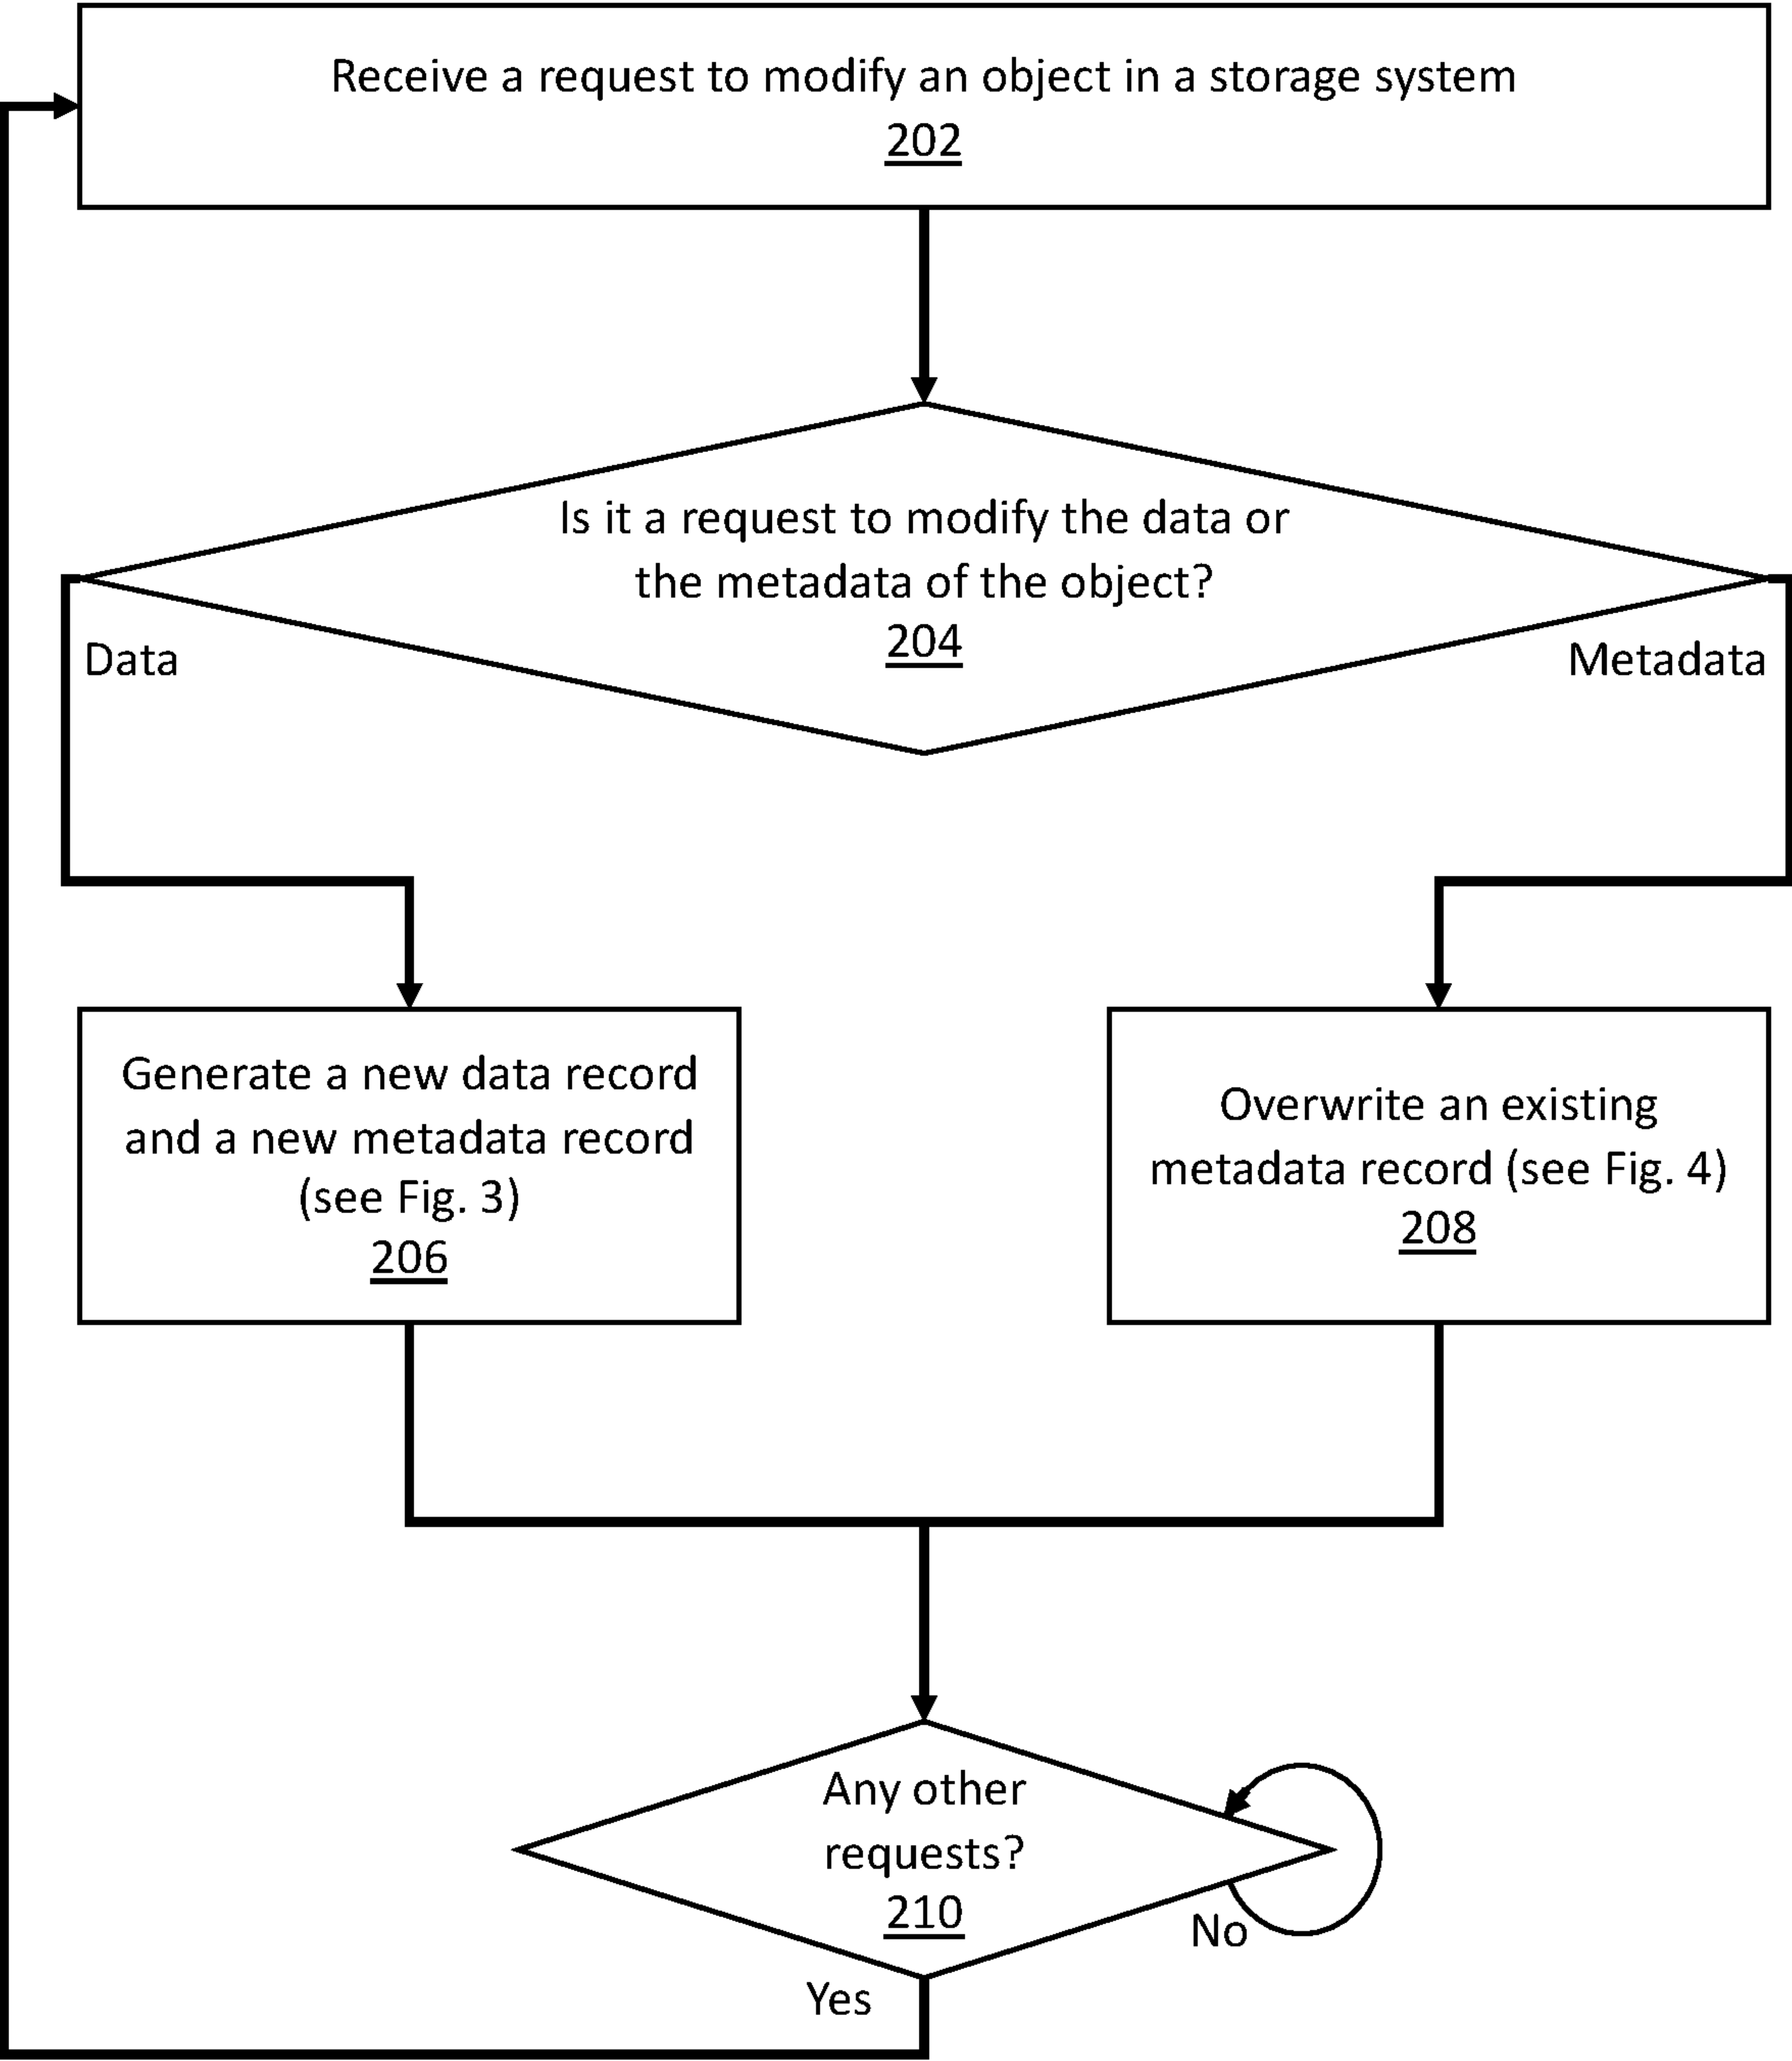 Receive a request to modify an object in a storage system
202
Is it a request to modify the data or
the metadata of the object?
204
Data
Metadata
Generate a new data record
and a new metadata record
(see Fig. 3)
206
Overwrite an existing
metadata record (see Fig. 4)
208
Any other
requests?
210
No
Yes